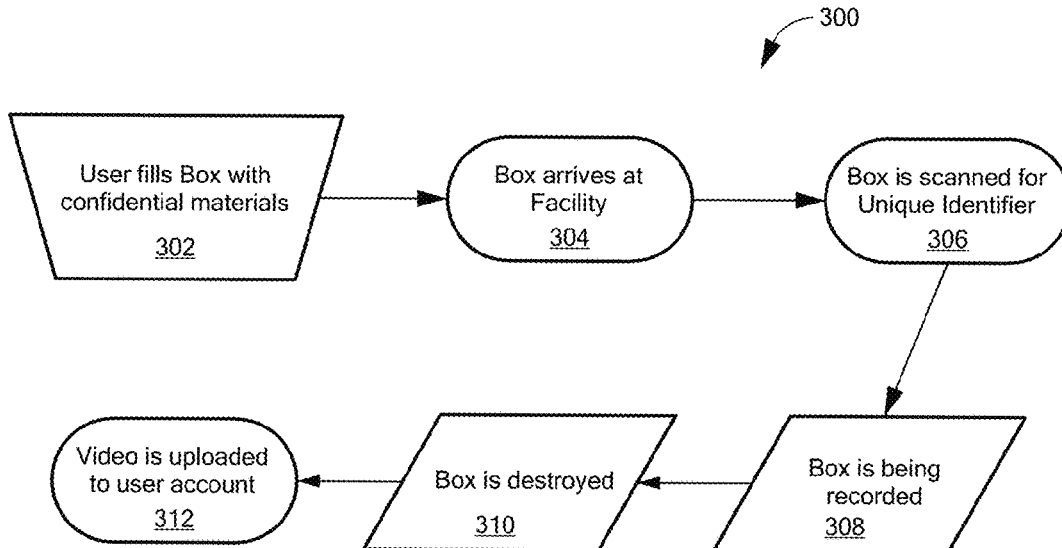 300
User fills Box with
confidential materials
302
Box arrives at
Facility
304
Box is scanned for
Unique Identifier
306
Box is being
recorded
308
Box is destroyed
310
Video is uploaded
to user account
312